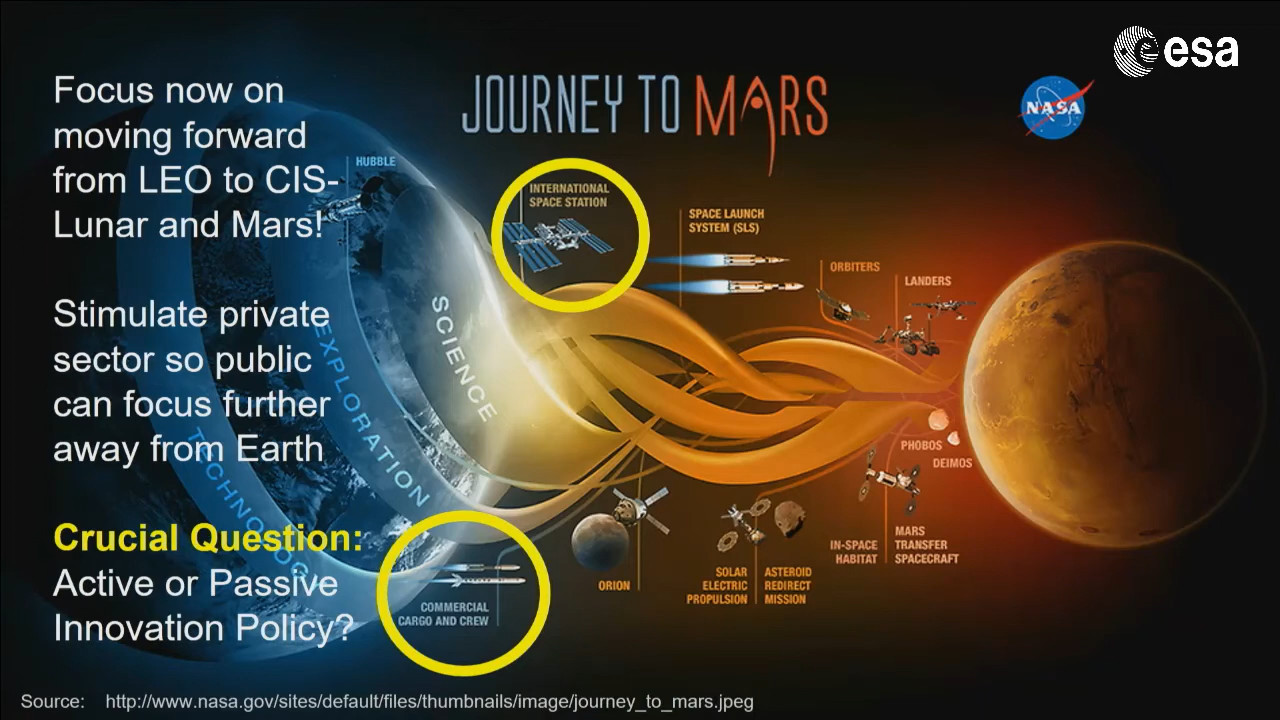 esa
Focus now on
moving forward
from LEO to CIS-
Lunar and Mars!
Stimulate private
sector so public
can focus further
away from Earth
Crucial Question:
Active or Passive
Innovation Policy?
JOURNEY TO MARS
NASA
HUBBLE
INTERNATIONAL
SPACE STATION
SPACE LAUNCH
SYSTEM (SLS)
ORBITERS
LANDERS
SCIENCE
EXPLORATION
TECHNOLOGY
PHOBOS
DEIMOS
COMMERCIAL
CARGO AND CREW
ORION
SOLAR
ELECTRIC
PROPULSION
ASTEROID
REDIRECT
MISSION
IN-SPACE
HABITAT
MARS
TRANSFER
SPACECRAFT
Source: http://www.nasa.gov/sites/default/files/thumbnails/image/journey_to_mars.jpeg